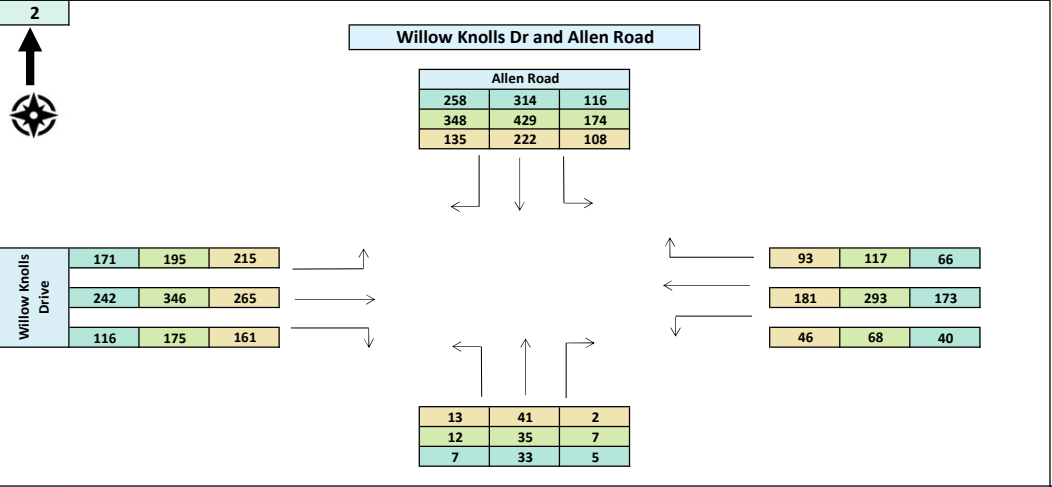 2
Willow Knolls Dr and Allen Road
Allen Road
258 314 116
348 429 174
135 222 108
Willow Knolls
Drive
171 195 215
93 117 66
242 346 265
181 293 173
116 175 161
46 68 40
13 41 2
12 35 7
7 33 5